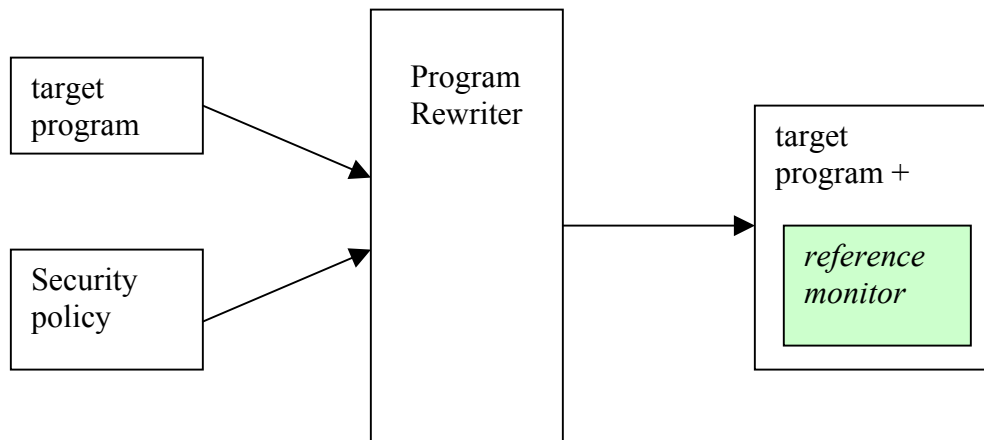 target
program
Security
policy
Program
Rewriter
target
program +
reference
monitor